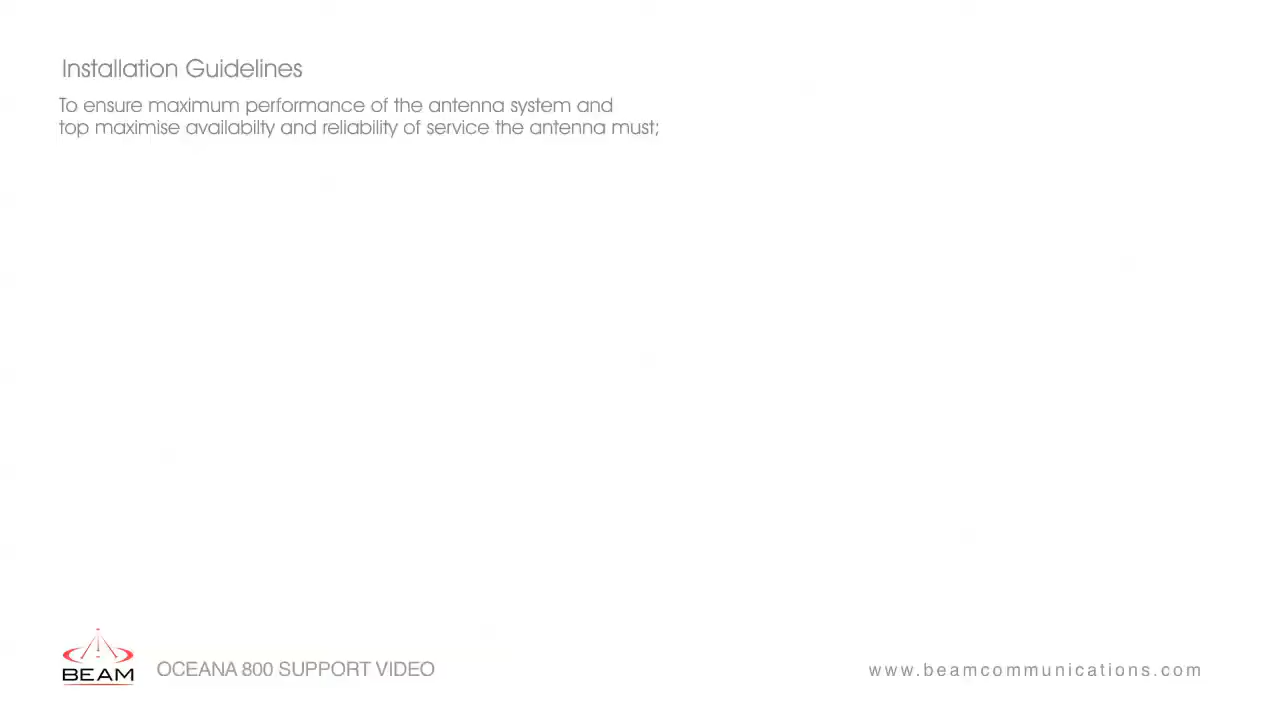 Installation Guidelines
To ensure maximum performance of the antenna system and
top maximise availabilty and reliability of service the antenna must;
BEAM
OCEANA 800 SUPPORT VIDEO
www.beamcommunications.com